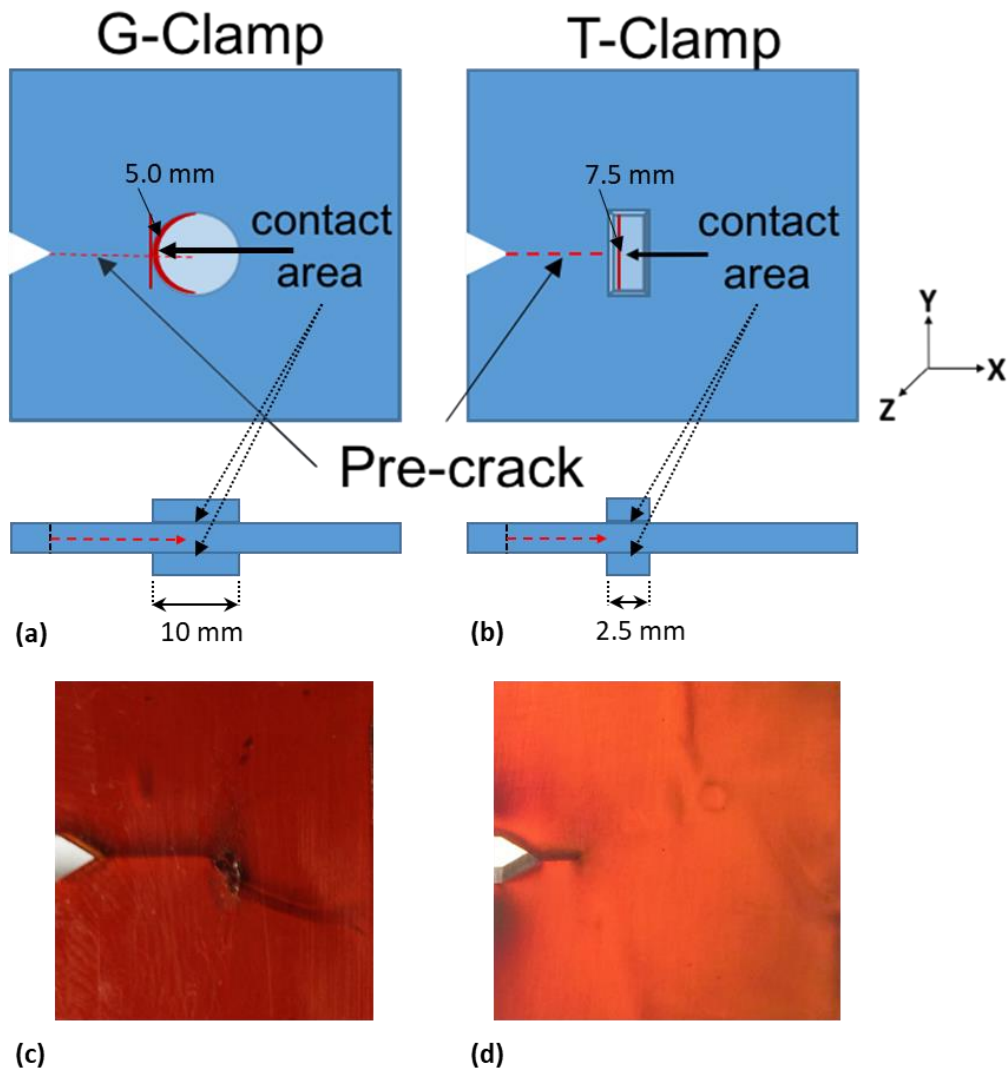 G-Clamp
T-Clamp
5.0 mm
7.5 mm
contact
area
contact
area
Y
X
Z
Pre-crack
(a)
10 mm
(b)
2.5 mm
(c)
(d)